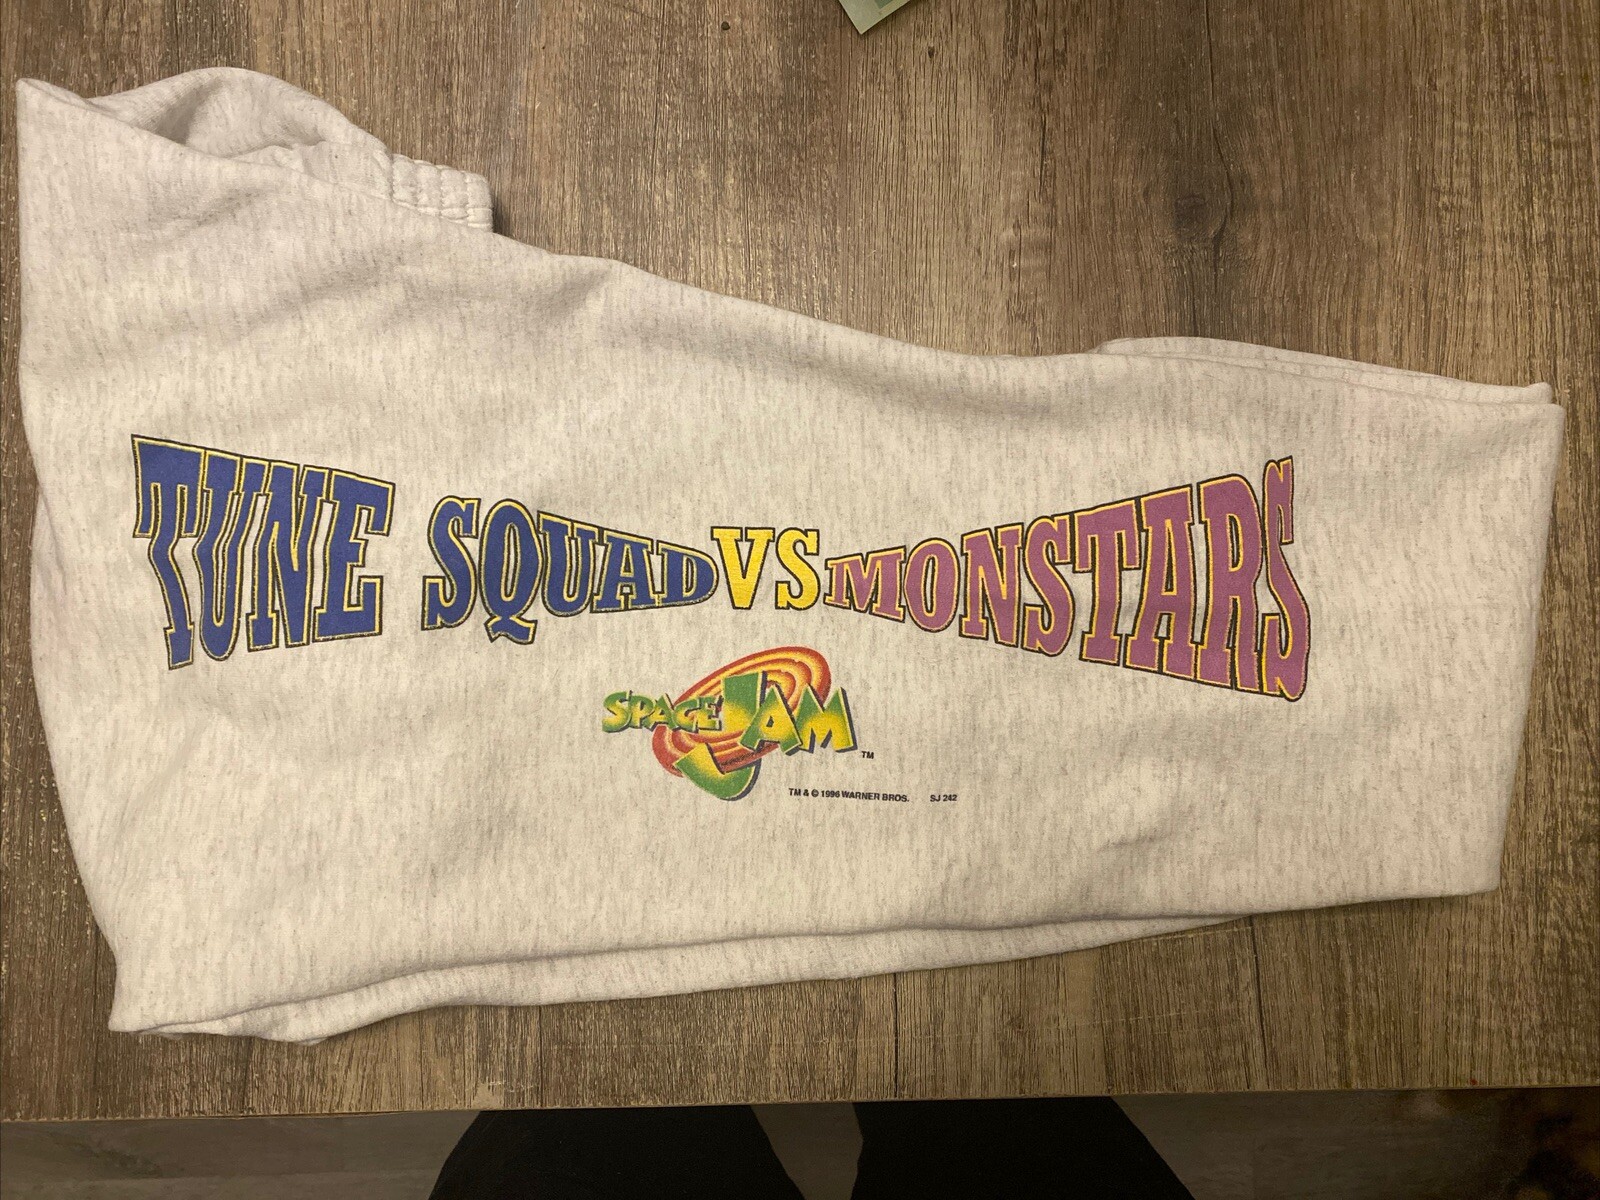 TUNE SQUAD VS MONSTARS
SPACE JAM ™
TM & © 1996 WARNER BROS. SJ 242